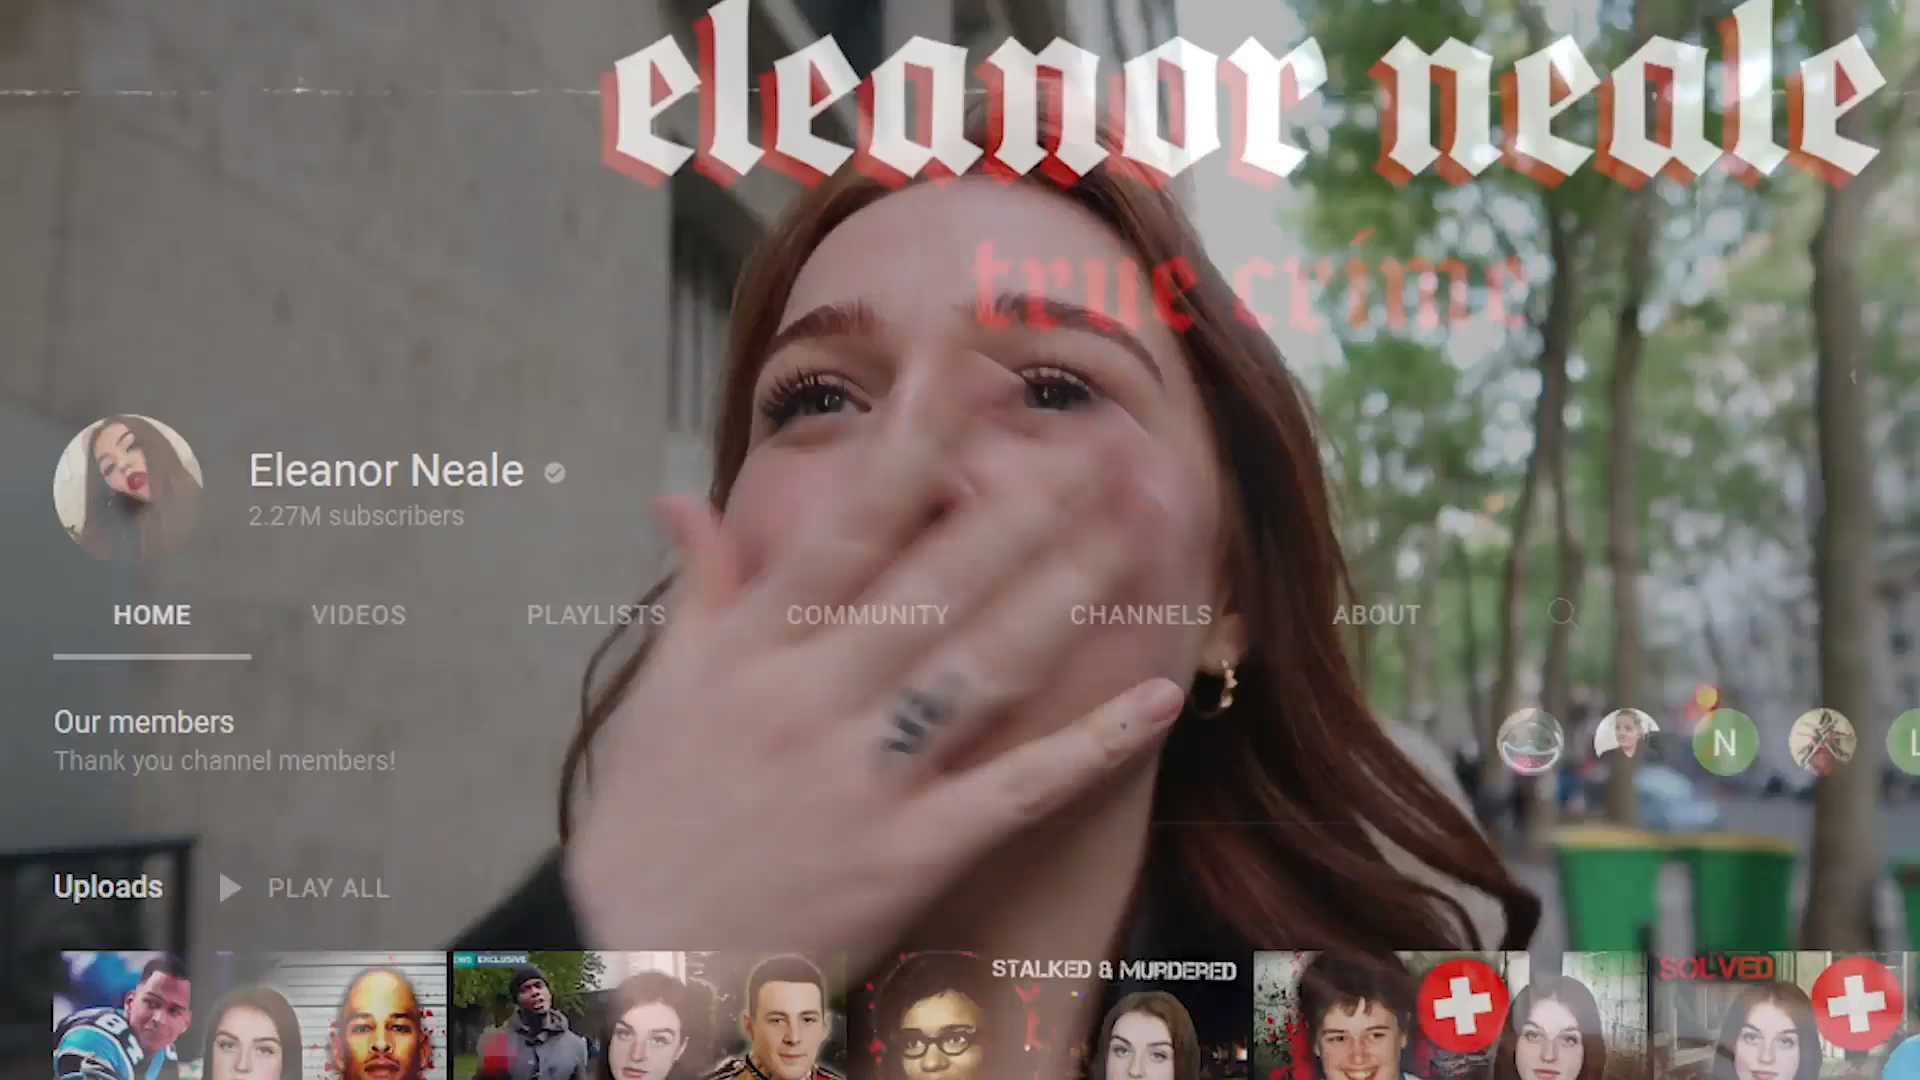 eleanor neale
true crime
Eleanor Neale
2.27M subscribers
HOME VIDEOS PLAYLISTS COMMUNITY CHANNELS ABOUT
Our members
Thank you channel members!
N
L
Uploads PLAY ALL
EXCLUSIVE
STALKED & MURDERED
SOLVED